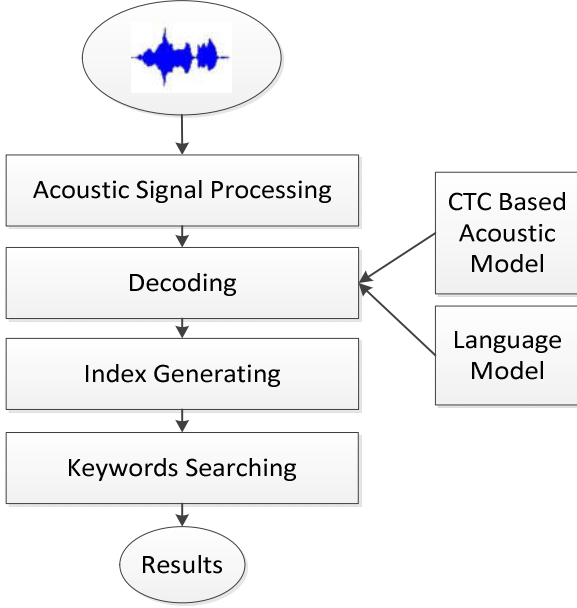 Acoustic Signal Processing
CTC Based
Acoustic
Model
Decoding
Language
Model
Index Generating
Keywords Searching
Results